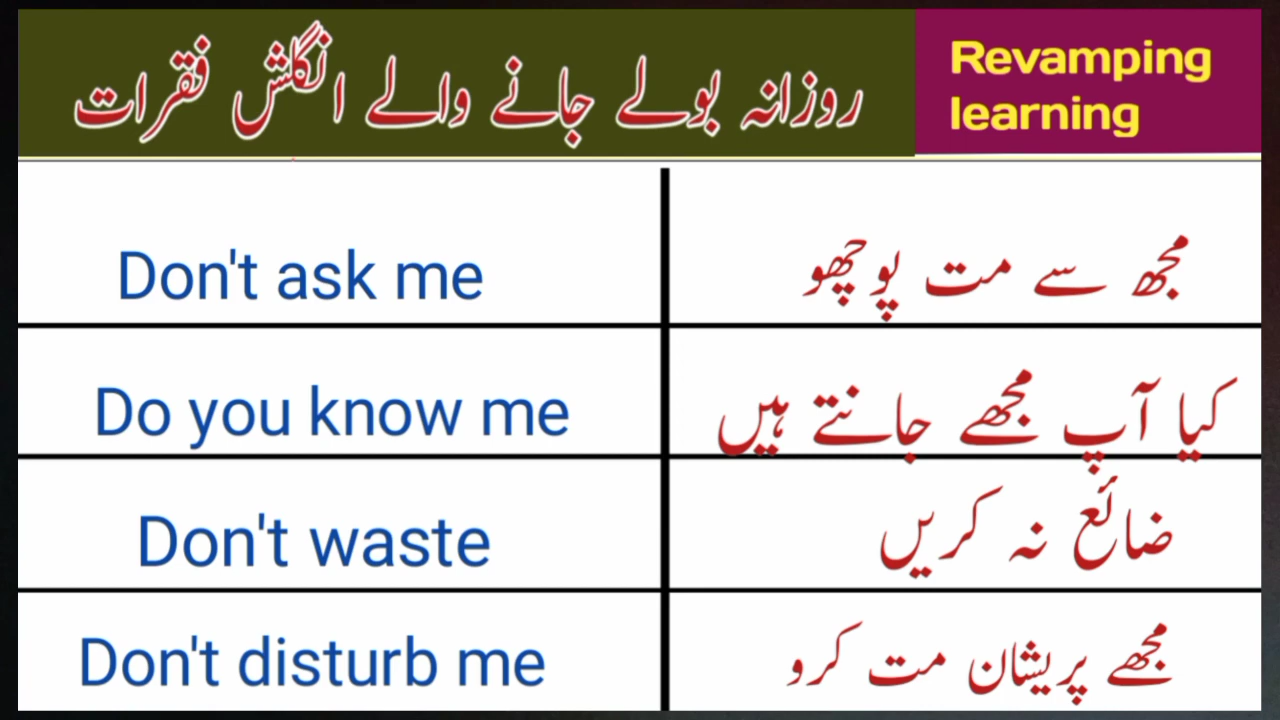 روزانہ بولے جانے والے انگلش فقرات
Revamping
learning
Don't ask me
مجھ سے مت پوچھو
Do you know me
کیا آپ مجھے جانتے ہیں
Don't waste
ضائع نہ کریں
Don't disturb me
مجھے پریشان مت کرو